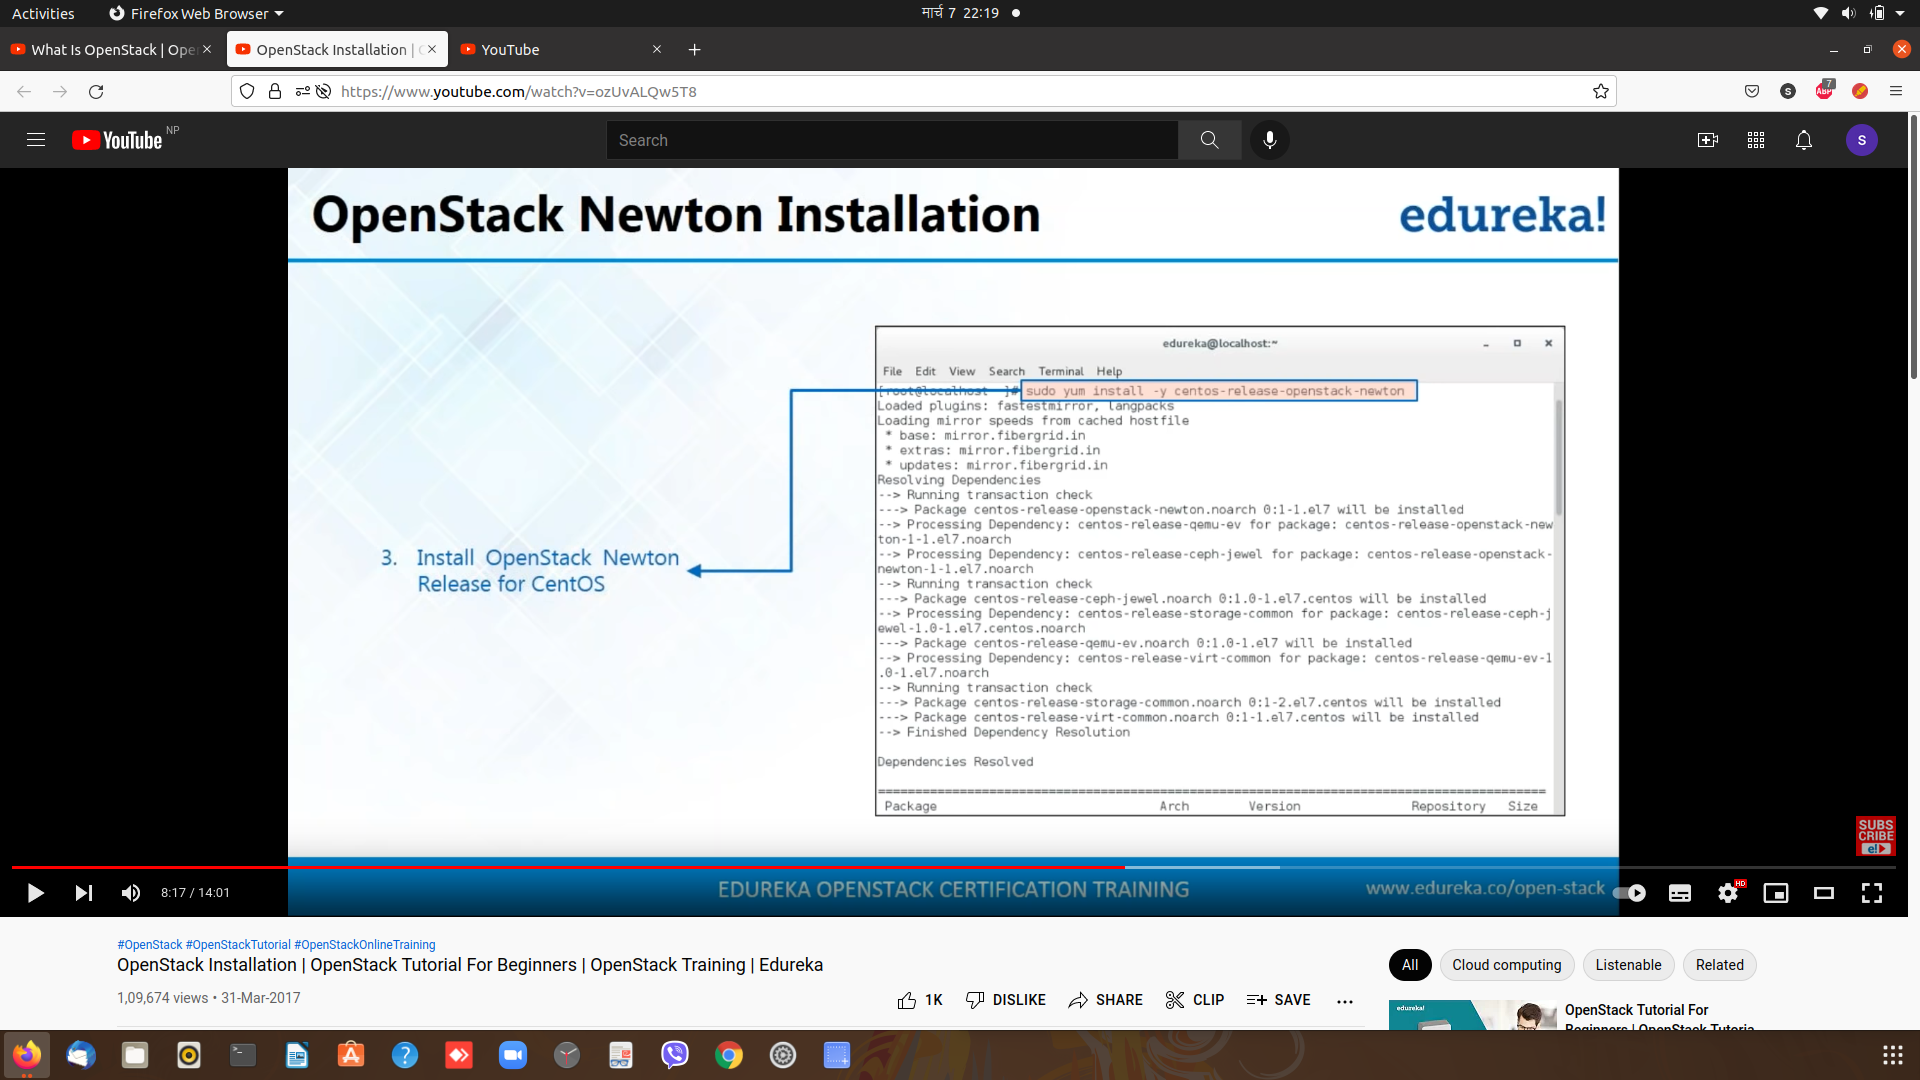 Activities
Firefox Web Browser
मार्च 7 22:19
What Is OpenStack | Ope
OpenStack Installation |
YouTube
https://www.youtube.com/watch?v=ozUvALQw5T8
S
ABP
7
YouTube NP
Search
S
OpenStack Newton Installation
edureka!
edureka@localhost:~
File Edit View Search Terminal Help
[root@localhost ~]# sudo yum install -y centos-release-openstack-newton
Loaded plugins: fastestmirror, langpacks
Loading mirror speeds from cached hostfile
* base: mirror.fibergrid.in
* extras: mirror.fibergrid.in
* updates: mirror.fibergrid.in
Resolving Dependencies
--> Running transaction check
---> Package centos-release-openstack-newton.noarch 0:1-1.el7 will be installed
--> Processing Dependency: centos-release-qemu-ev for package: centos-release-openstack-new
ton-1-1.el7.noarch
--> Processing Dependency: centos-release-ceph-jewel for package: centos-release-openstack-
newton-1-1.el7.noarch
--> Running transaction check
---> Package centos-release-ceph-jewel.noarch 0:1.0-1.el7.centos will be installed
--> Processing Dependency: centos-release-storage-common for package: centos-release-ceph-j
ewel-1.0-1.el7.centos.noarch
---> Package centos-release-qemu-ev.noarch 0:1.0-1.el7 will be installed
--> Processing Dependency: centos-release-virt-common for package: centos-release-qemu-ev-1
.0-1.el7.noarch
--> Running transaction check
---> Package centos-release-storage-common.noarch 0:1-2.el7.centos will be installed
---> Package centos-release-virt-common.noarch 0:1-1.el7.centos will be installed
--> Finished Dependency Resolution
Dependencies Resolved
Package Arch Version Repository Size
3. Install OpenStack Newton
Release for CentOS
SUBS
CRIBE
e!
8:17 / 14:01
EDUREKA OPENSTACK CERTIFICATION TRAINING
www.edureka.co/open-stack
HD
#OpenStack #OpenStackTutorial #OpenStackOnlineTraining
OpenStack Installation | OpenStack Tutorial For Beginners | OpenStack Training | Edureka
1,09,674 views • 31-Mar-2017
1K DISLIKE SHARE CLIP SAVE
All Cloud computing Listenable Related
edureka!
OpenStack Tutorial For
Beginners | OpenStack Tutoria